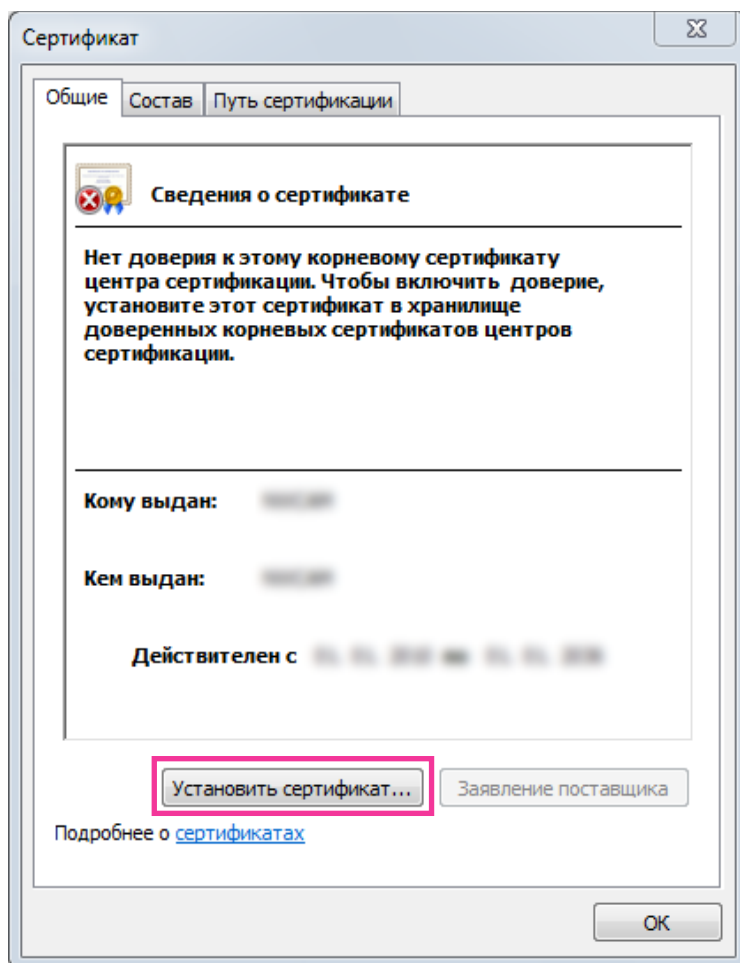 Сертификат
Общие
Состав
Путь сертификации
Сведения о сертификате
Нет доверия к этому корневому сертификату
центра сертификации. Чтобы включить доверие,
установите этот сертификат в хранилище
доверенных корневых сертификатов центров
сертификации.
Кому выдан:
Кем выдан:
Действителен с
Установить сертификат...
Заявление поставщика
Подробнее о сертификатах
ОК